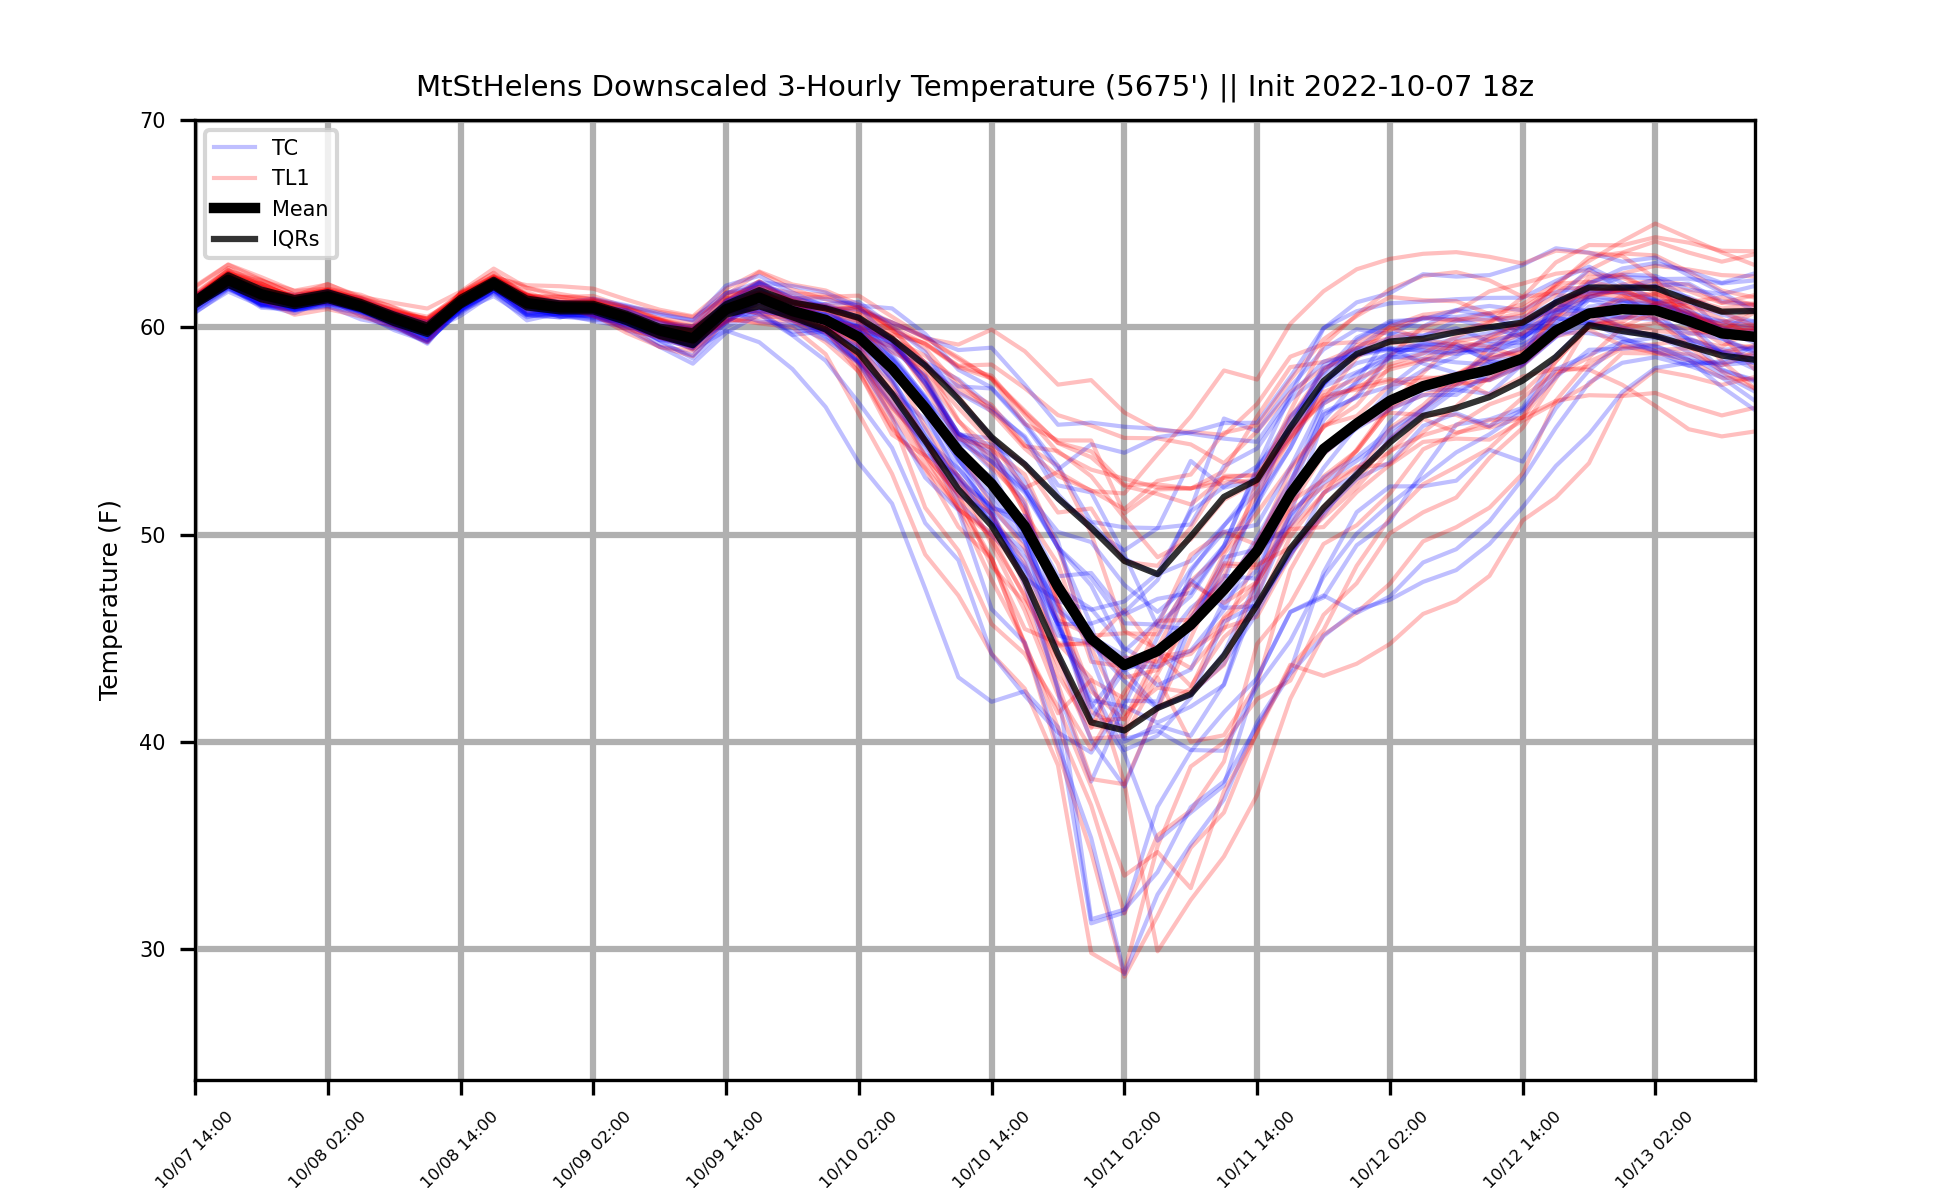 MtStHelens Downscaled 3-Hourly Temperature (5675') || Init 2022-10-07 18z
70
60
50
40
30
Temperature (F)
TC
TL1
Mean
IQRs
10/07 14:00
10/08 02:00
10/08 14:00
10/09 02:00
10/09 14:00
10/10 02:00
10/10 14:00
10/11 02:00
10/11 14:00
10/12 02:00
10/12 14:00
10/13 02:00